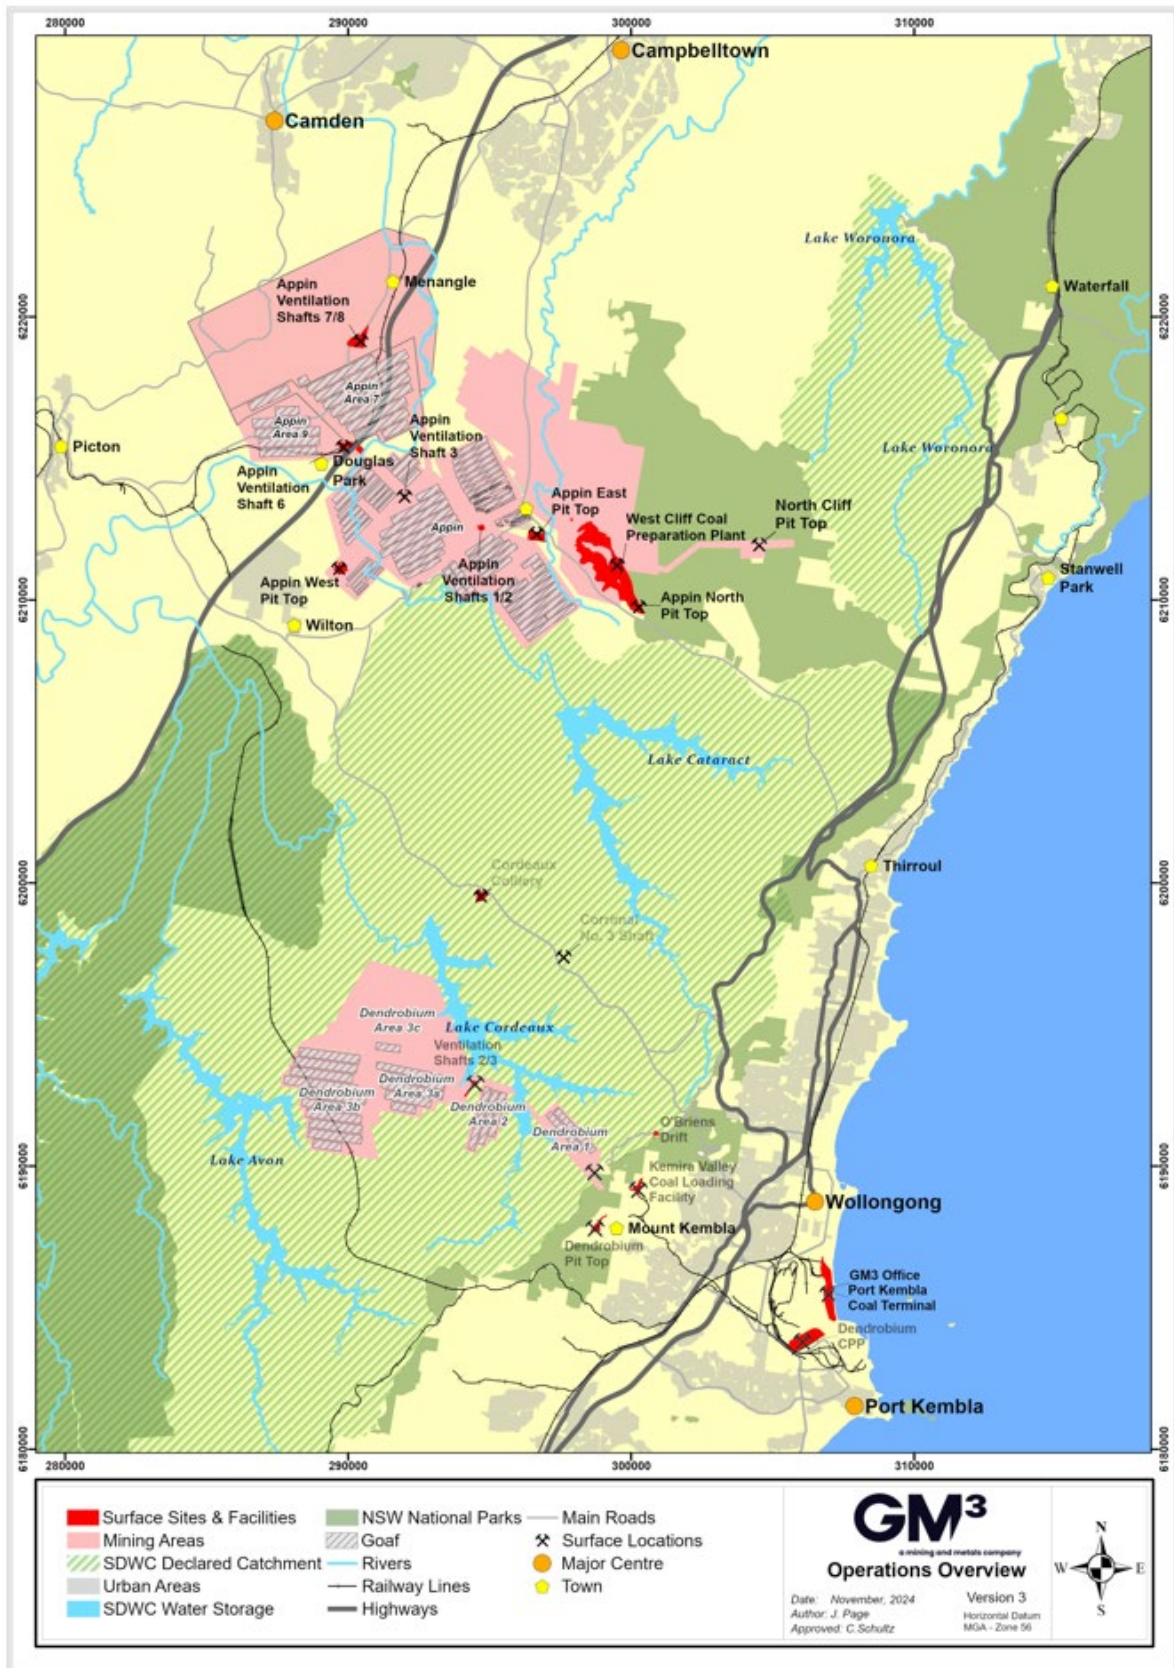 280000
290000
300000
310000
Campbelltown
Camden
Lake Woronora
Menangle
Appin
Ventilation
Shafts 7/8
Waterfall
6220000
6220000
Appin
Area 7
Appin
Area 9
Appin
Ventilation
Shaft 3
Picton
Lake Woronora
Douglas
Park
Appin
Ventilation
Shaft 6
Appin East
Pit Top
West Cliff Coal
Preparation Plant
North Cliff
Pit Top
Appin
Appin
Ventilation
Shafts 1/2
Appin West
Pit Top
Appin North
Pit Top
Stanwell
Park
6210000
6210000
Wilton
Lake Cataract
Thirroul
Cordeaux
Colliery
6200000
6200000
Corrimal
No. 3 Shaft
Dendrobium
Area 3c
Lake Cordeaux
Ventilation
Shafts 2/3
Dendrobium
Area 3a
Dendrobium
Area 3b
Dendrobium
Area 2
Dendrobium
Area 1
O'Briens
Drift
Lake Avon
Kemira Valley
Coal Loading
Facility
6190000
6190000
Wollongong
Mount Kembla
Dendrobium
Pit Top
GM3 Office
Port Kembla
Coal Terminal
Dendrobium
CPP
Port Kembla
6180000
6180000
280000
290000
300000
310000
Surface Sites & Facilities
Mining Areas
SDWC Declared Catchment
Urban Areas
SDWC Water Storage
NSW National Parks
Goaf
Rivers
Railway Lines
Highways
Main Roads
Surface Locations
Major Centre
Town
GM³
a mining and metals company
Operations Overview
Date: November, 2024
Author: J. Page
Approved: C.Schultz
Version 3
Horizontal Datum
MGA - Zone 56
N
W
E
S